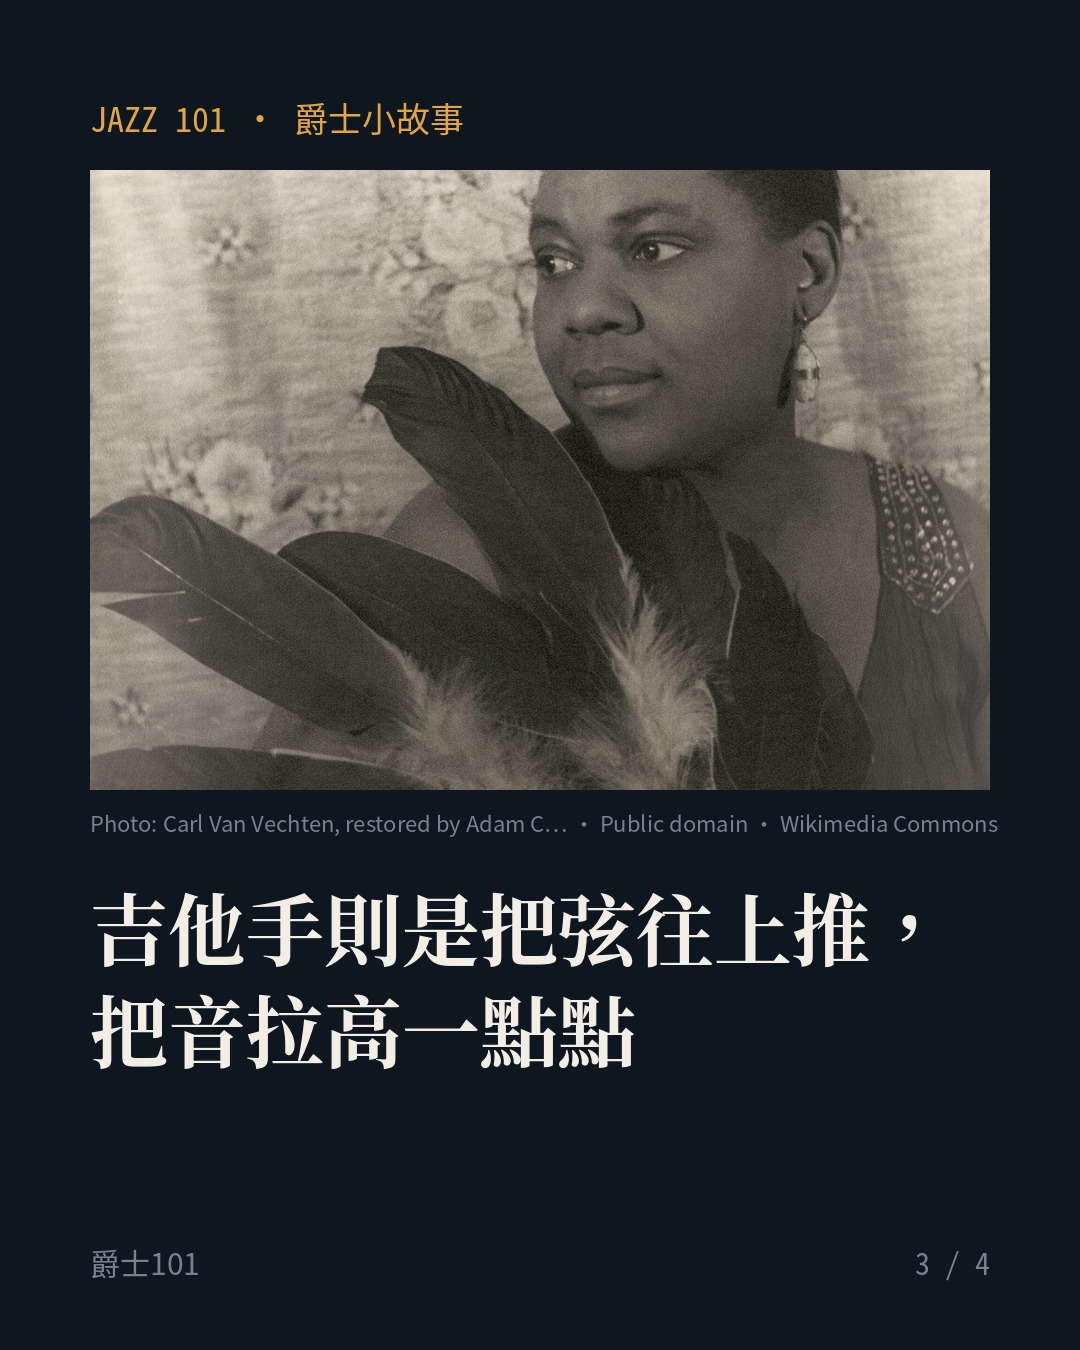 JAZZ 101 · 爵士小故事
Photo: Carl Van Vechten, restored by Adam C… · Public domain · Wikimedia Commons
吉他手則是把弦往上推，
把音拉高一點點
爵士101
3 / 4